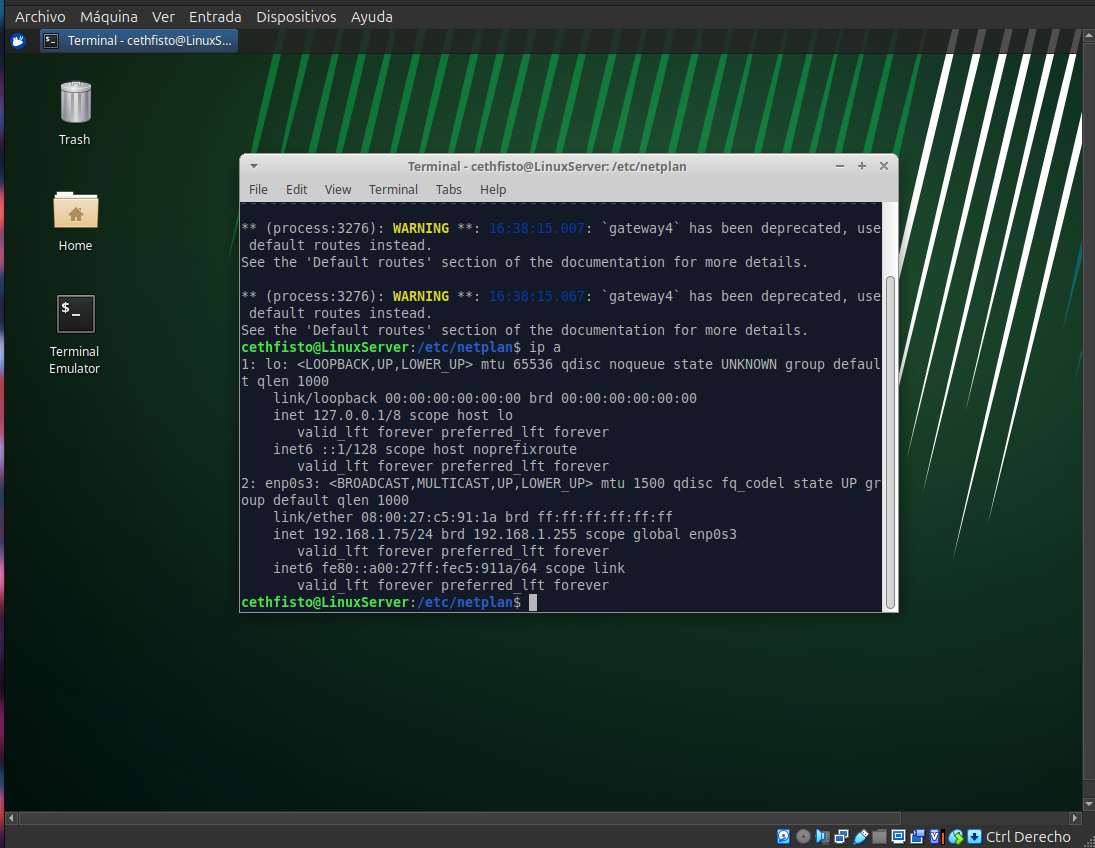 Archivo Máquina Ver Entrada Dispositivos Ayuda
Terminal - cethfisto@LinuxS...
Trash
Home
$_
Terminal
Emulator
Terminal - cethfisto@LinuxServer: /etc/netplan
File Edit View Terminal Tabs Help
** (process:3276): WARNING **: 16:38:15.007: `gateway4` has been deprecated, use
default routes instead.
See the 'Default routes' section of the documentation for more details.
** (process:3276): WARNING **: 16:38:15.067: `gateway4` has been deprecated, use
default routes instead.
See the 'Default routes' section of the documentation for more details.
cethfisto@LinuxServer:/etc/netplan$ ip a
1: lo: <LOOPBACK,UP,LOWER_UP> mtu 65536 qdisc noqueue state UNKNOWN group defaul
t qlen 1000
link/loopback 00:00:00:00:00:00 brd 00:00:00:00:00:00
inet 127.0.0.1/8 scope host lo
valid_lft forever preferred_lft forever
inet6 ::1/128 scope host noprefixroute
valid_lft forever preferred_lft forever
2: enp0s3: <BROADCAST,MULTICAST,UP,LOWER_UP> mtu 1500 qdisc fq_codel state UP gr
oup default qlen 1000
link/ether 08:00:27:c5:91:1a brd ff:ff:ff:ff:ff:ff
inet 192.168.1.75/24 brd 192.168.1.255 scope global enp0s3
valid_lft forever preferred_lft forever
inet6 fe80::a00:27ff:fec5:911a/64 scope link
valid_lft forever preferred_lft forever
cethfisto@LinuxServer:/etc/netplan$
Ctrl Derecho